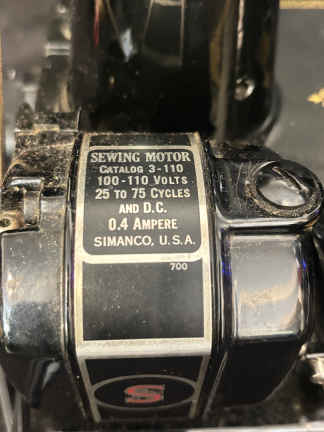 SEWING MOTOR
CATALOG 3-110
100-110 VOLTS
25 TO 75 CYCLES
AND D.C.
0.4 AMPERE
SIMANCO, U.S.A.
700
S